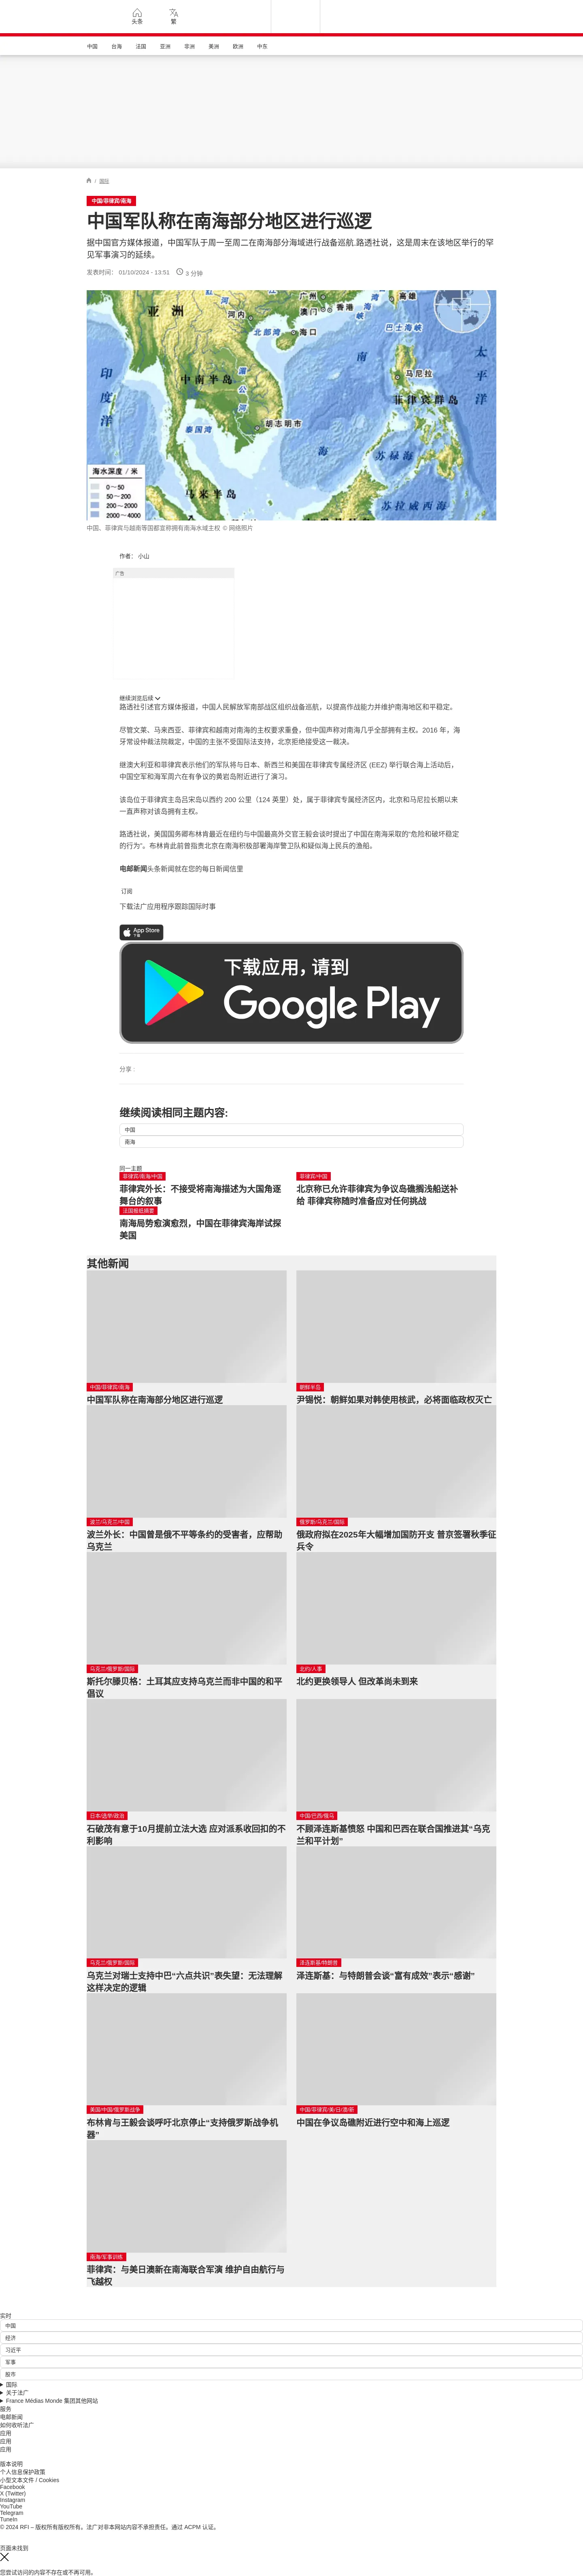 头条
繁
中国
台海
法国
亚洲
非洲
美洲
欧洲
中东
/ 国际
中国/菲律宾/南海
中国军队称在南海部分地区进行巡逻
据中国官方媒体报道，中国军队于周一至周二在南海部分海域进行战备巡航.路透社说，这是周末在该地区举行的军
见军事演习的延续。
发表时间： 01/10/2024 - 13:51
3 分钟
亚洲
河内
广州
香港
澳门
高雄
海口
北部湾
巴士海峡
中南半岛
湄公河
南
海
太平洋
马尼拉
菲律宾群岛
印度洋
胡志明市
泰国湾
马来半岛
苏拉威西海
海水深度 / 米
0～50
50～200
200～2000
2000～4000
中国、菲律宾与越南等国都宣称拥有南海水域主权 © 网络照片
作者： 小山
广告
继续浏览后续
路透社引述官方媒体报道，中国人民解放军南部战区组织战备巡航，以提高作战能力并维护南海地区和平稳定。
尽管文莱、马来西亚、菲律宾和越南对南海的主权要求重叠，但中国声称对南海几乎全部拥有主权。2016 年，海
牙常设仲裁法院裁定，中国的主张不受国际法支持，北京拒绝接受这一裁决。
继澳大利亚和菲律宾表示他们的军队将与日本、新西兰和美国在菲律宾专属经济区 (EEZ) 举行联合海上活动后，
中国空军和海军周六在有争议的黄岩岛附近进行了演习。
该岛位于菲律宾主岛吕宋岛以西约 200 公里（124 英里）处，属于菲律宾专属经济区内，北京和马尼拉长期以来
一直声称对该岛拥有主权。
路透社说，美国国务卿布林肯最近在纽约与中国最高外交官王毅会谈时提出了中国在南海采取的“危险和破坏稳定
的行为”。布林肯此前曾指责北京在南海积极部署海岸警卫队和疑似海上民兵的渔船。
电邮新闻头条新闻就在您的每日新闻信里
订阅
下载法广应用程序跟踪国际时事
App Store
下载
下载应用，请到
Google Play
分享 :
继续阅读相同主题内容:
中国
南海
同一主题
菲律宾/南海/中国
菲律宾外长：不接受将南海描述为大国角逐
舞台的叙事
菲律宾/中国
北京称已允许菲律宾为争议岛礁搁浅船送补
给 菲律宾称随时准备应对任何挑战
法国报纸摘要
南海局势愈演愈烈，中国在菲律宾海岸试探
美国
其他新闻
中国/菲律宾/南海
中国军队称在南海部分地区进行巡逻
朝鲜半岛
尹锡悦：朝鲜如果对韩使用核武，必将面临政权灭亡
波兰/乌克兰/中国
波兰外长：中国曾是俄不平等条约的受害者，应帮助
乌克兰
俄罗斯/乌克兰/国际
俄政府拟在2025年大幅增加国防开支 普京签署秋季征
兵令
乌克兰/俄罗斯/国际
斯托尔滕贝格：土耳其应支持乌克兰而非中国的和平
倡议
北约/人事
北约更换领导人 但改革尚未到来
日本/选举/政治
石破茂有意于10月提前立法大选 应对派系收回扣的不
利影响
中国/巴西/俄乌
不顾泽连斯基愤怒 中国和巴西在联合国推进其“乌克
兰和平计划”
乌克兰/俄罗斯/国际
乌克兰对瑞士支持中巴“六点共识”表失望：无法理解
这样决定的逻辑
泽连斯基/特朗普
泽连斯基：与特朗普会谈“富有成效”表示“感谢”
美国/中国/俄罗斯战争
布林肯与王毅会谈呼吁北京停止“支持俄罗斯战争机
器”
中国/菲律宾/美/日/澳/新
中国在争议岛礁附近进行空中和海上巡逻
南海/军事训练
菲律宾：与美日澳新在南海联合军演 维护自由航行与
飞越权
实时
中国
经济
习近平
军事
股市
国际
关于法广
France Médias Monde 集团其他网站
服务
电邮新闻
如何收听法广
应用
应用
应用
版本说明
个人信息保护政策
小型文本文件 / Cookies
Facebook
X (Twitter)
Instagram
YouTube
Telegram
TuneIn
© 2024 RFI – 版权所有版权所有。法广对非本网站内容不承担责任。通过 ACPM 认证。
页面未找到
您尝试访问的内容不存在或不再可用。